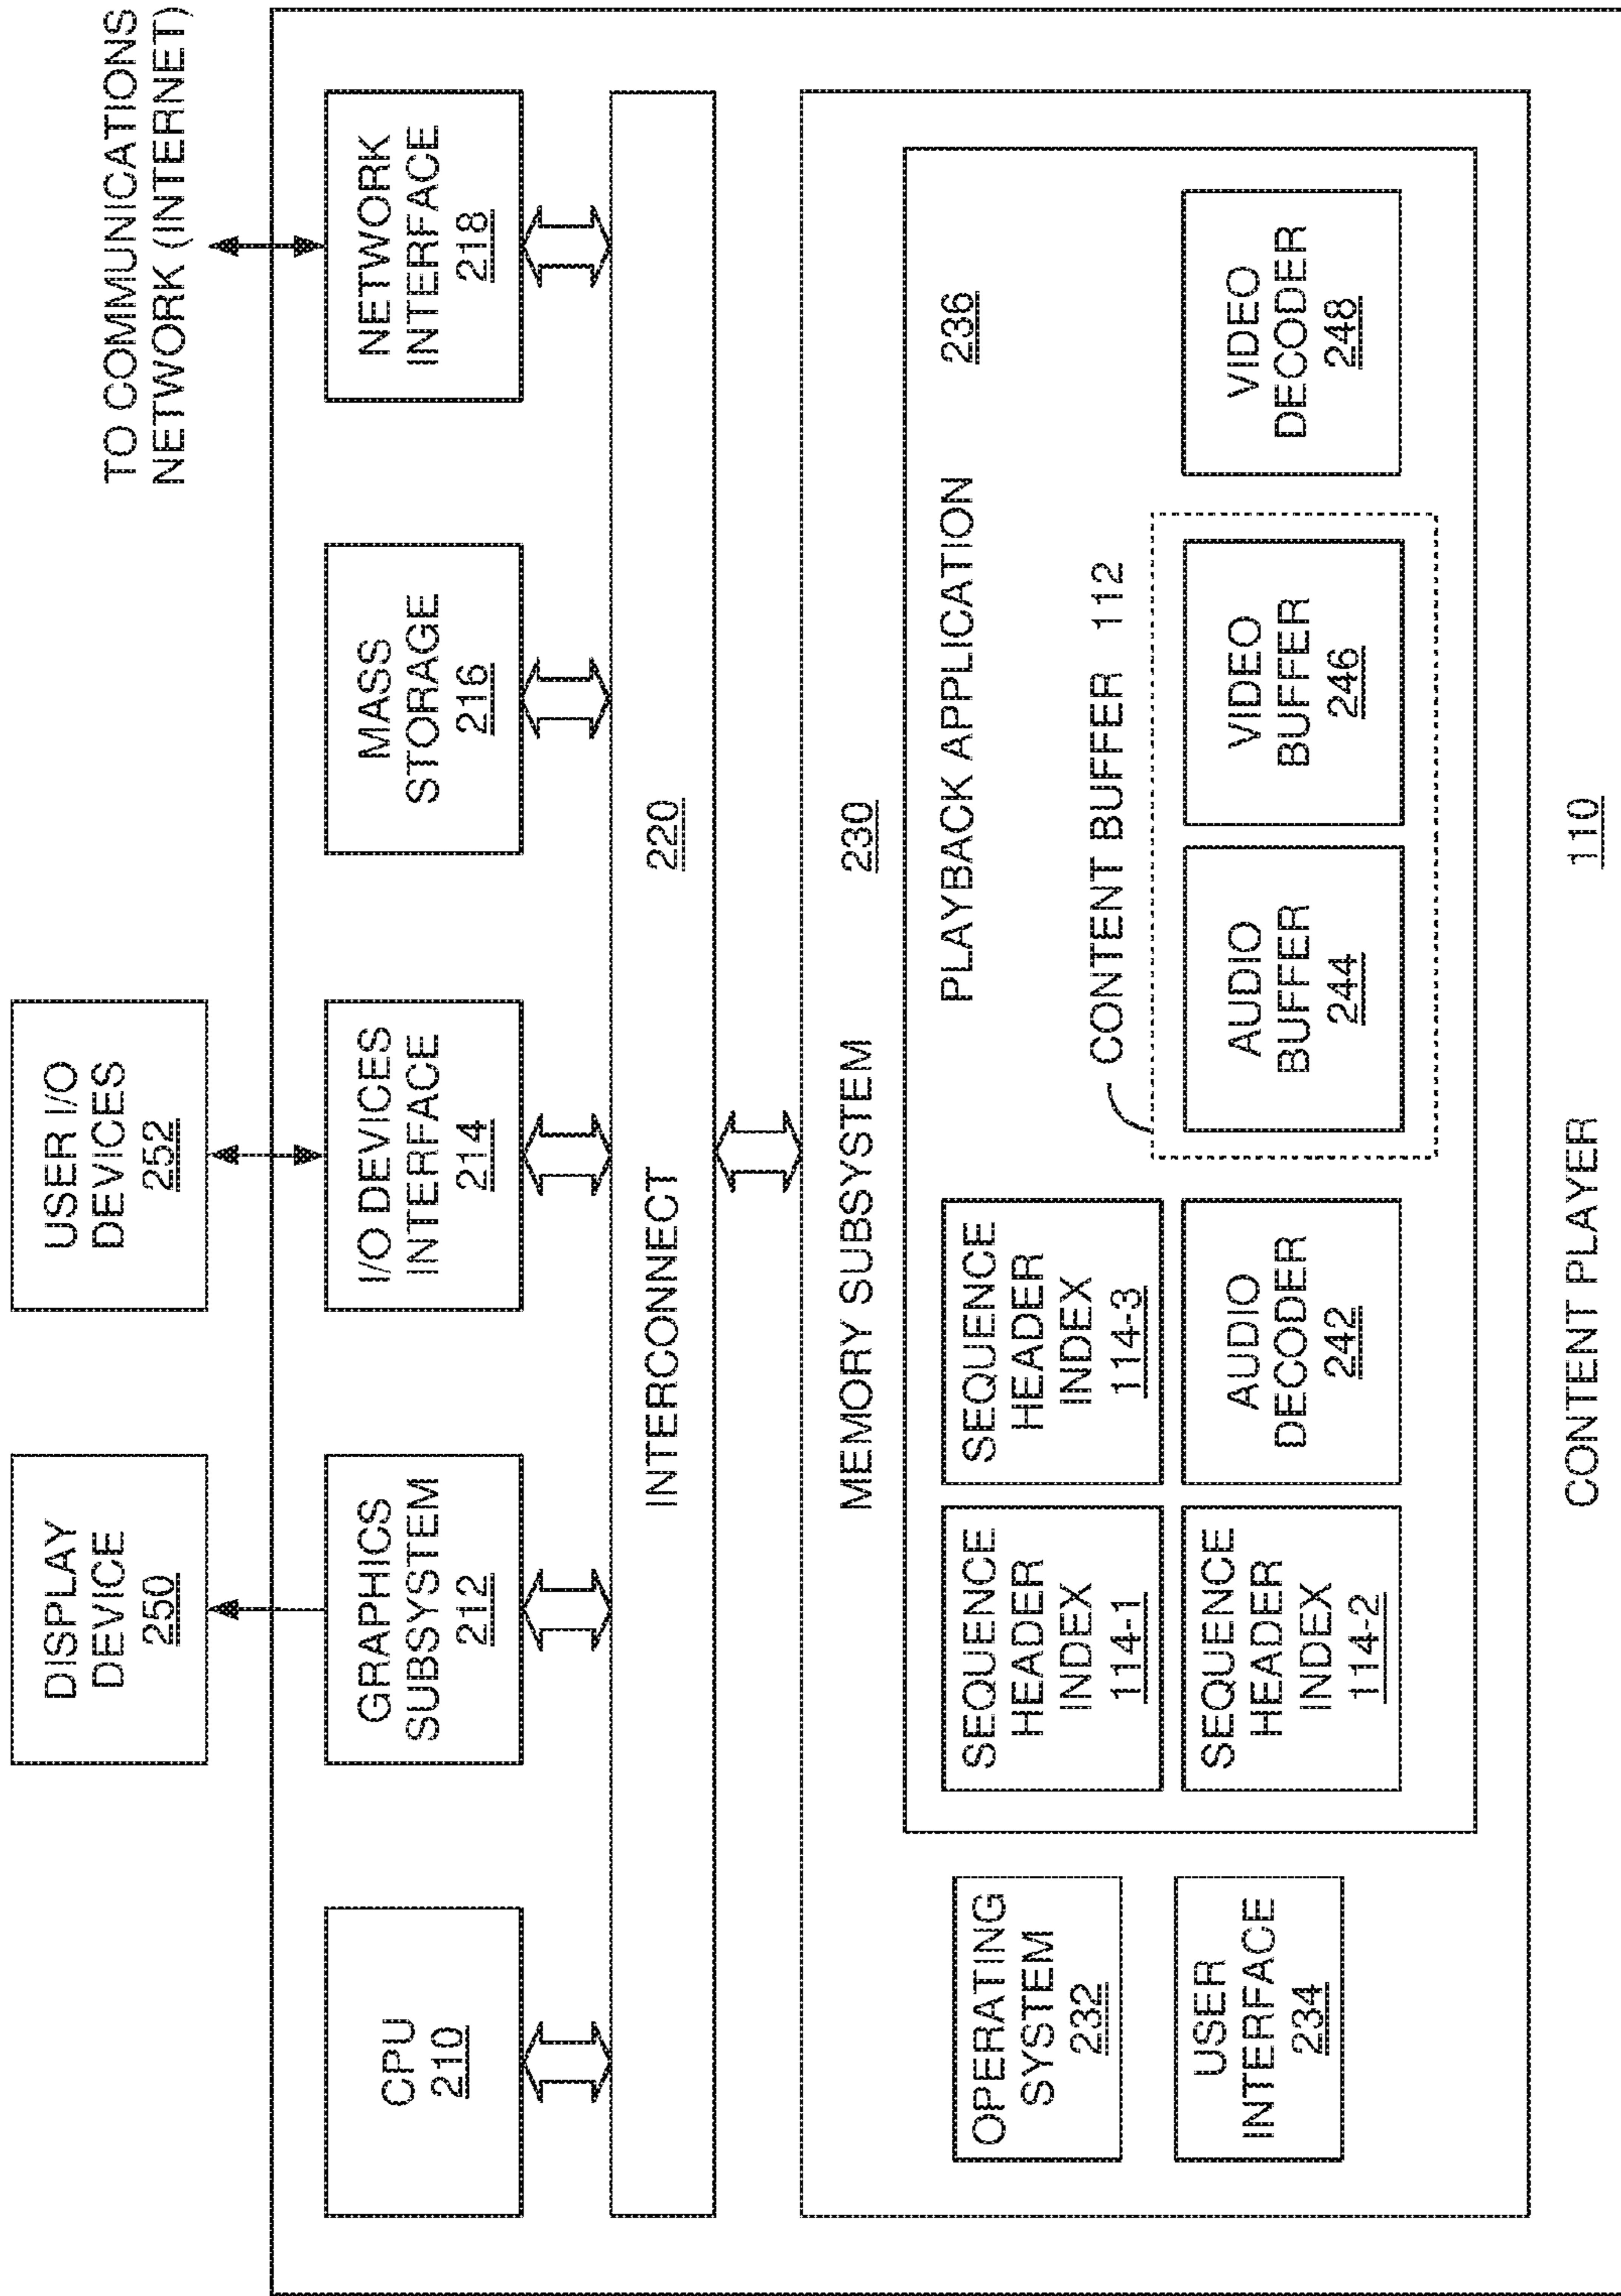 TO COMMUNICATIONS
NETWORK (INTERNET)
DISPLAY
DEVICE
250
USER I/O
DEVICES
252
CPU
210
GRAPHICS
SUBSYSTEM
212
I/O DEVICES
INTERFACE
214
MASS
STORAGE
216
NETWORK
INTERFACE
218
INTERCONNECT
220
MEMORY SUBSYSTEM
230
OPERATING
SYSTEM
232
USER
INTERFACE
234
PLAYBACK APPLICATION
236
SEQUENCE
HEADER
INDEX
114-1
SEQUENCE
HEADER
INDEX
114-3
SEQUENCE
HEADER
INDEX
114-2
AUDIO
DECODER
242
CONTENT BUFFER 112
AUDIO
BUFFER
244
VIDEO
BUFFER
246
VIDEO
DECODER
248
CONTENT PLAYER
110